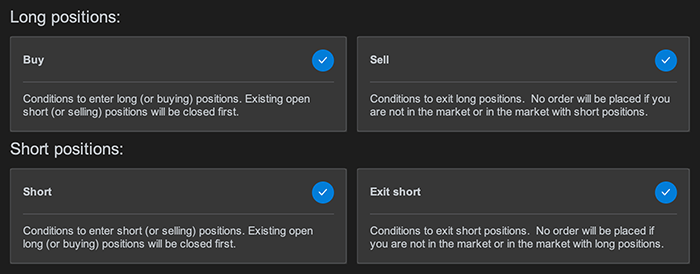 Long positions:
Buy
Conditions to enter long (or buying) positions. Existing open
short (or selling) positions will be closed first.
Sell
Conditions to exit long positions.  No order will be placed if you
are not in the market or in the market with short positions.
Short positions:
Short
Conditions to enter short (or selling) positions. Existing open
long (or buying) positions will be closed first.
Exit short
Conditions to exit short positions.  No order will be placed if
you are not in the market or in the market with long positions.